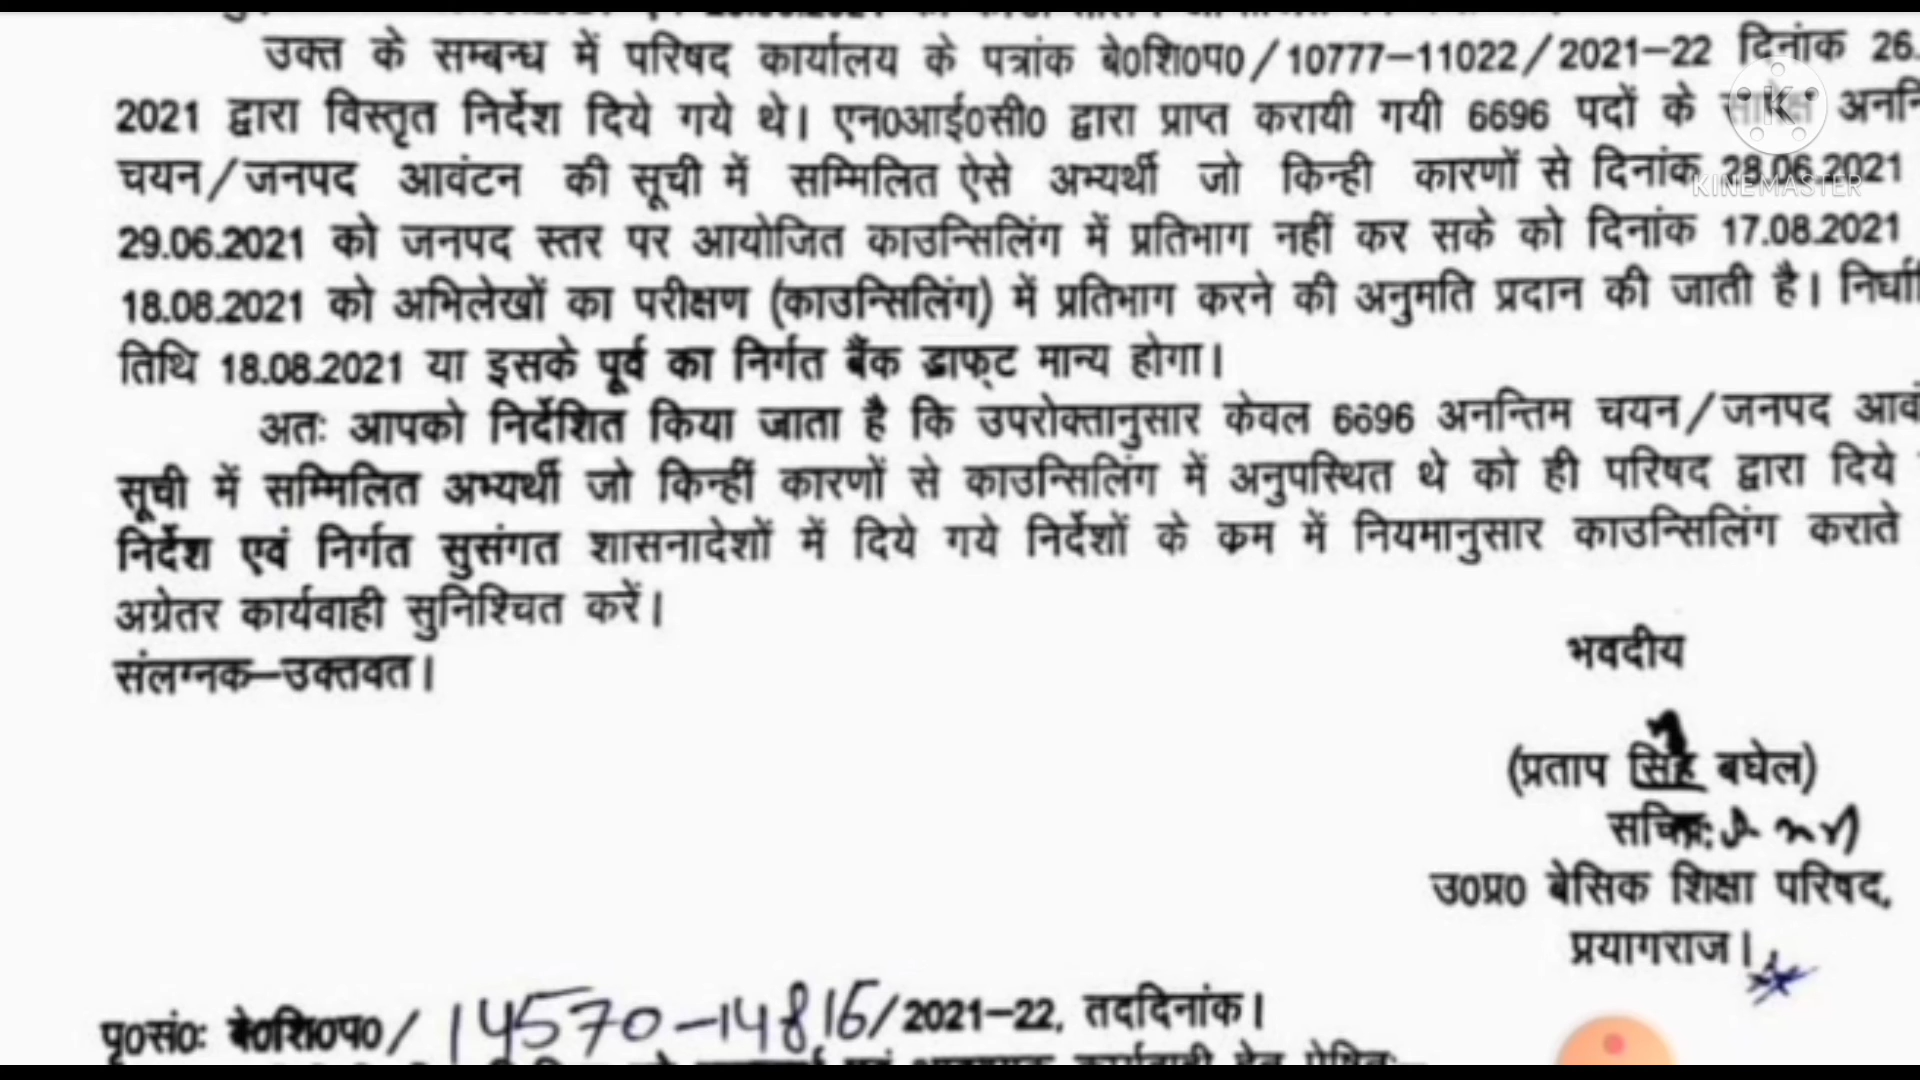 उक्त के सम्बन्ध में परिषद कार्यालय के पत्रांक बे0शि0प0/10777-11022/2021-22 दिनांक 26.
2021 द्वारा विस्तृत निर्देश दिये गये थे। एन0आई0सी0 द्वारा प्राप्त करायी गयी 6696 पदों के
चयन/जनपद आवंटन की सूची में सम्मिलित ऐसे अभ्यर्थी जो किन्ही कारणों से दिनांक 28.06.2021
KINEMASTER
29.06.2021 को जनपद स्तर पर आयोजित काउन्सिलिंग में प्रतिभाग नहीं कर सके को दिनांक 17.08.2021
18.08.2021 को अभिलेखों का परीक्षण (काउन्सिलिंग) में प्रतिभाग करने की अनुमति प्रदान की जाती है।
तिथि 18.08.2021 या इसके पूर्व का निर्गत बैंक डाफ्ट मान्य होगा।
अतः आपको निर्देशित किया जाता है कि उपरोक्तानुसार केवल 6696 अनन्तिम चयन/जनपद
सूची में सम्मिलित अभ्यर्थी जो किन्हीं कारणों से काउन्सिलिंग में अनुपस्थित थे को ही परिषद द्वारा दिये
निर्देश एवं निर्गत सुसंगत शासनादेशों में दिये गये निर्देशों के क्रम में नियमानुसार काउन्सिलिंग कराते
अग्रेतर कार्यवाही सुनिश्चित करें।
संलग्नक-उक्तवत।
भवदीय
(प्रताप सिंह बघेल)
सचिव
उ0प्र0 बेसिक शिक्षा परिषद,
प्रयागराज।
पृ0सं0: बे0शि0प0/ 14570-14816/2021-22, तददिनांक।